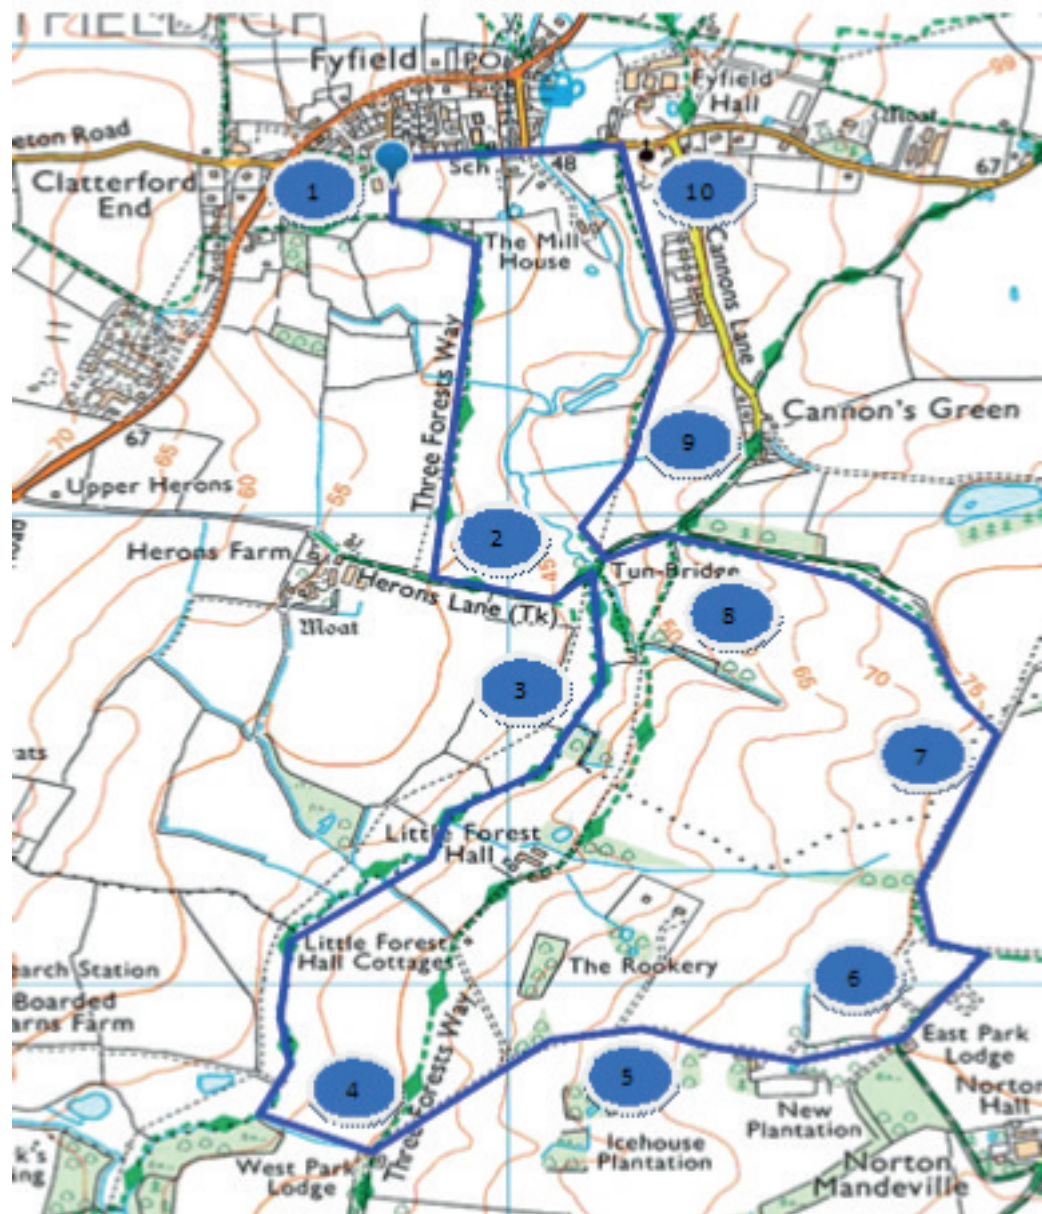 Fyfield
PO
Fyfield
Hall
Moat
eton Road
Sch
48
67
Clatterford
End
1
10
The Mill
House
Cannons Lane
Three Forests Way
67
70
65
60
55
Cannon's Green
9
Upper Herons
Herons Farm
2
45
Tun-Bridge
Herons Lane (Tk)
Moat
8
50
65
70
75
3
7
ats
Little Forest
Hall
Little Forest
Hall Cottages
The Rookery
6
earch Station
Boarded
arns Farm
Three Forests Way
East Park
Lodge
4
5
New
Plantation
Norton
Hall
k's
ing
West Park
Lodge
Icehouse
Plantation
Norton
Mandeville